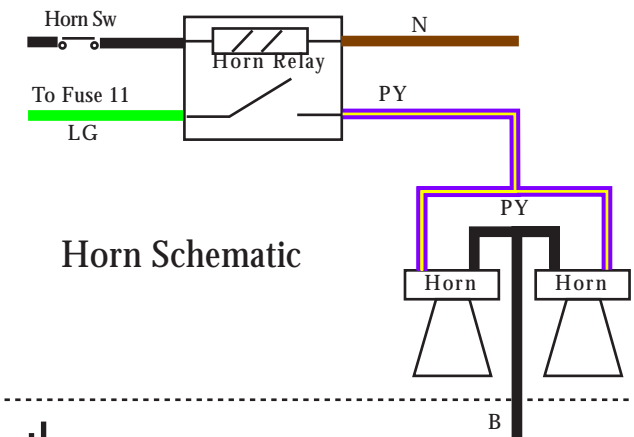 Horn Sw
N
Horn Relay
To Fuse 11
PY
LG
PY
Horn Schematic
Horn
Horn
B